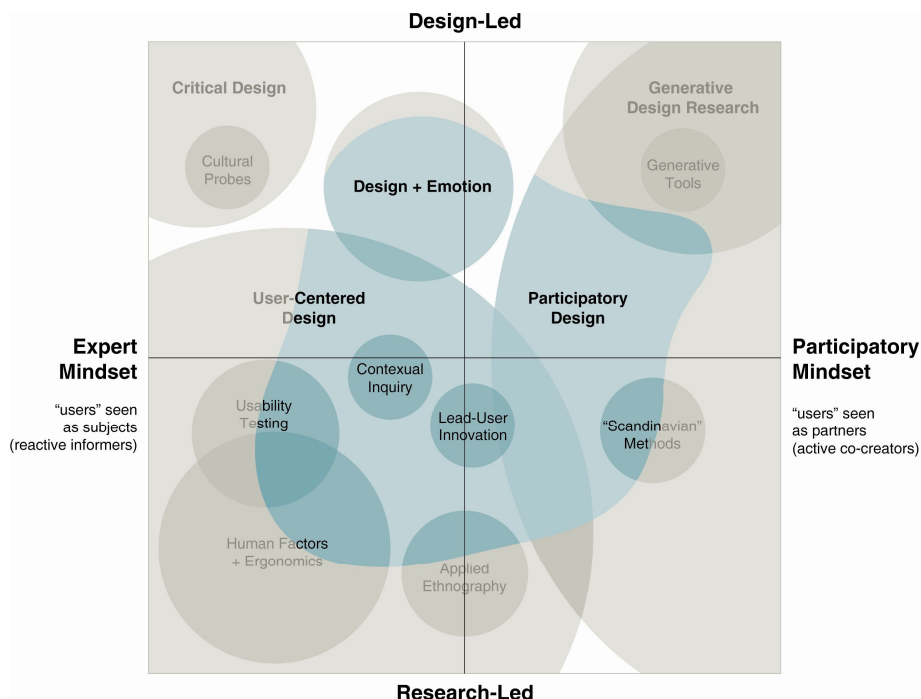 Design-Led
Critical Design
Cultural
Probes
Generative
Design Research
Generative
Tools
Design + Emotion
User-Centered
Design
Participatory
Design
Expert
Mindset
"users" seen
as subjects
(reactive informers)
Participatory
Mindset
"users" seen
as partners
(active co-creators)
Contexual
Inquiry
Usability
Testing
Lead-User
Innovation
"Scandinavian"
Methods
Human Factors
+ Ergonomics
Applied
Ethnography
Research-Led